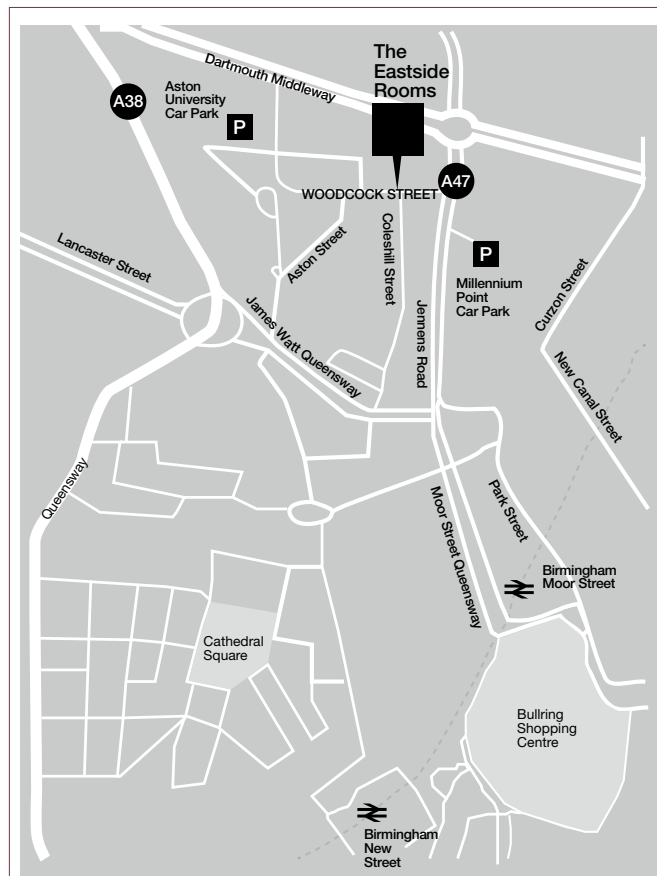 The
Eastside
Rooms
Dartmouth Middleway
Aston
University
Car Park
P
A38
A47
WOODCOCK STREET
Lancaster Street
Aston Street
Coleshill Street
P
Millennium
Point
Car Park
Curzon Street
James Watt Queensway
Jennens Road
New Canal Street
Queensway
Moor Street Queensway
Park Street
Birmingham
Moor Street
Cathedral
Square
Bullring
Shopping
Centre
Birmingham
New
Street